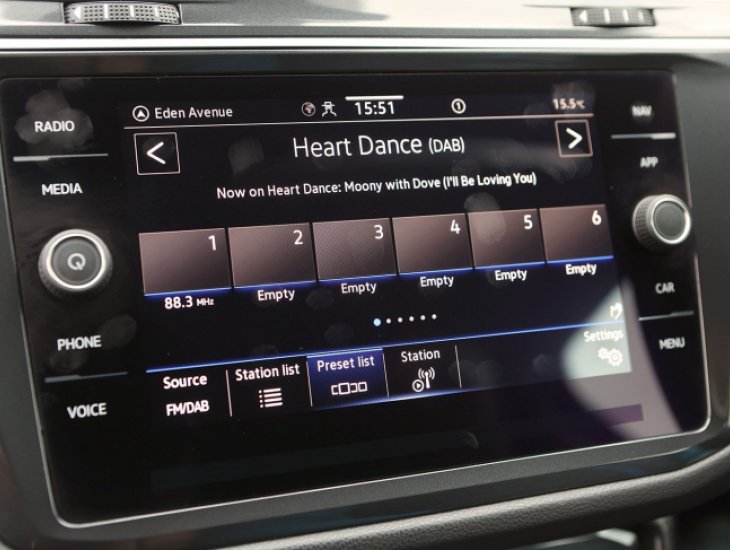 Eden Avenue 15:51 1 15.5°C
RADIO
MEDIA
PHONE
VOICE
Heart Dance (DAB)
Now on Heart Dance: Moony with Dove (I'll Be Loving You)
1 2 3 4 5 6
88.3 MHz Empty Empty Empty Empty Empty
Source
FM/DAB
Station list
Preset list
Station
Settings
NAV
APP
CAR
MENU